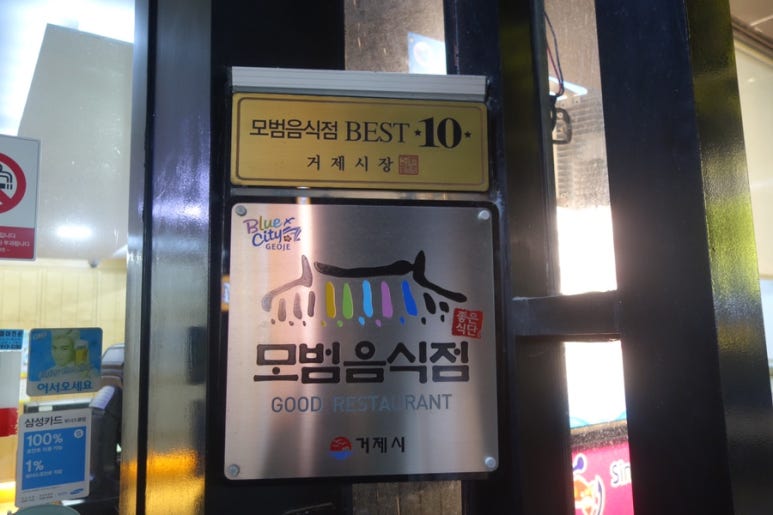 모범음식점 BEST ★10★
거제시장
Blue
City
GEOJE
좋은
식단
모범음식점
GOOD RESTAURANT
거제시
어서오세요
삼성카드
100%
1%
Sin